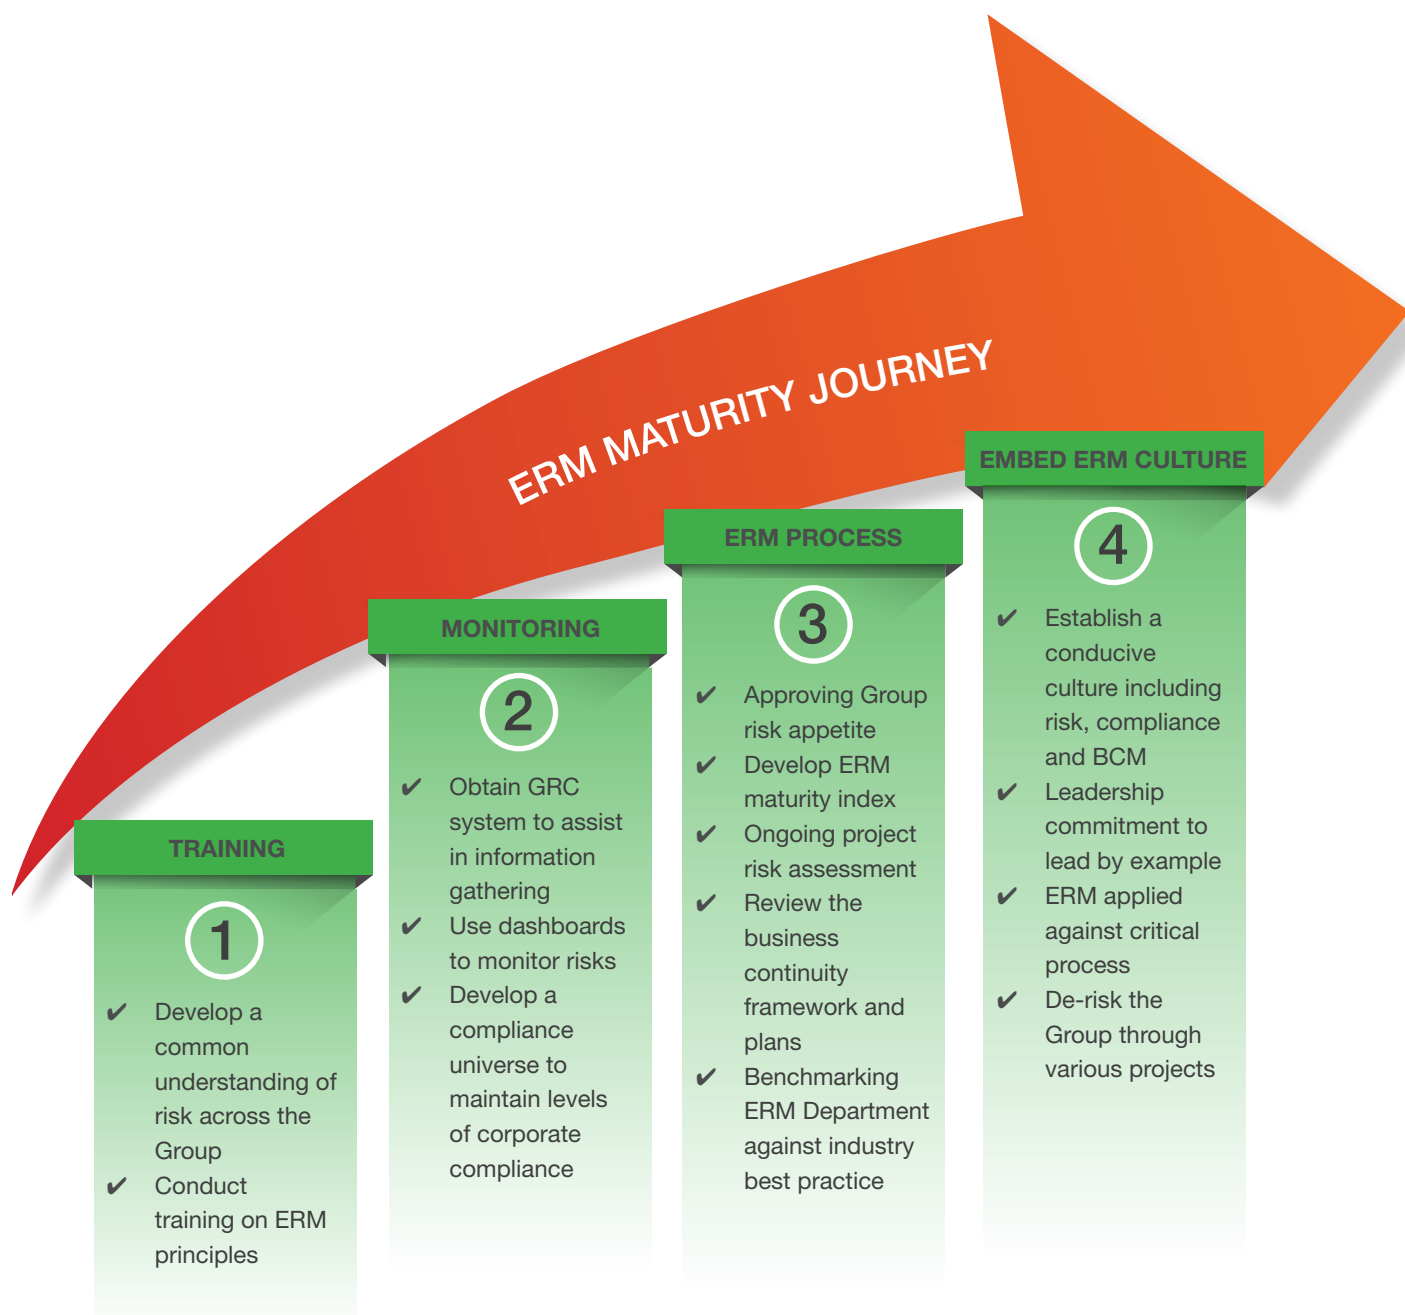 ERM MATURITY JOURNEY
TRAINING
1
✔ Develop a
common
understanding of
risk across the
Group
✔ Conduct
training on ERM
principles
MONITORING
2
✔ Obtain GRC
system to assist
in information
gathering
✔ Use dashboards
to monitor risks
✔ Develop a
compliance
universe to
maintain levels
of corporate
compliance
ERM PROCESS
3
✔ Approving Group
risk appetite
✔ Develop ERM
maturity index
✔ Ongoing project
risk assessment
✔ Review the
business
continuity
framework and
plans
✔ Benchmarking
ERM Department
against industry
best practice
EMBED ERM CULTURE
4
✔ Establish a
conducive
culture including
risk, compliance
and BCM
✔ Leadership
commitment to
lead by example
✔ ERM applied
against critical
process
✔ De-risk the
Group through
various projects